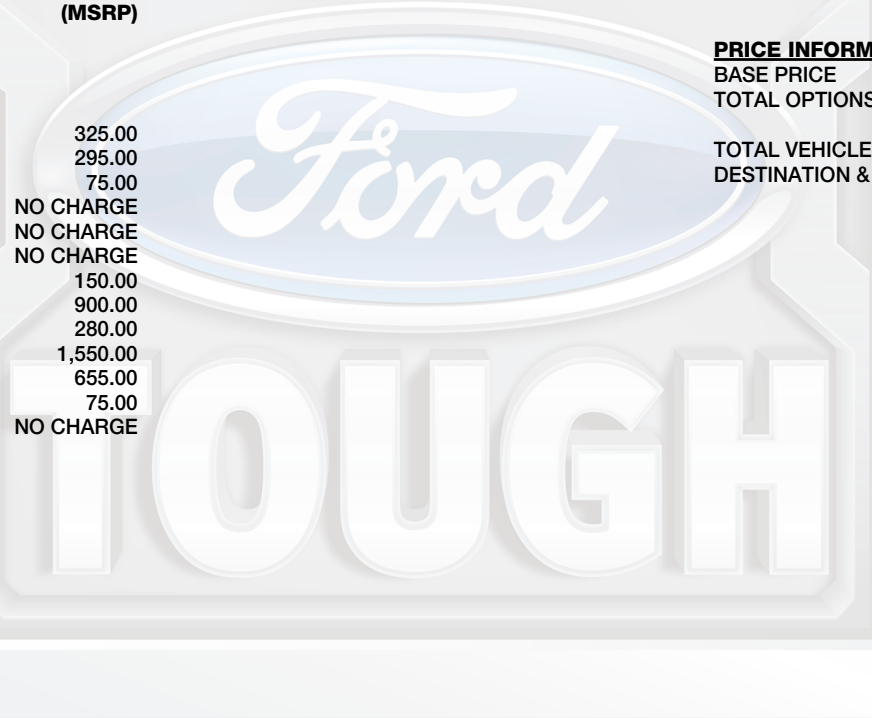 (MSRP)
PRICE INFORM
BASE PRICE
TOTAL OPTIONS
325.00
295.00
75.00
NO CHARGE
NO CHARGE
NO CHARGE
150.00
900.00
280.00
1,550.00
655.00
75.00
NO CHARGE
TOTAL VEHICLE
DESTINATION &
Ford
TOUGH